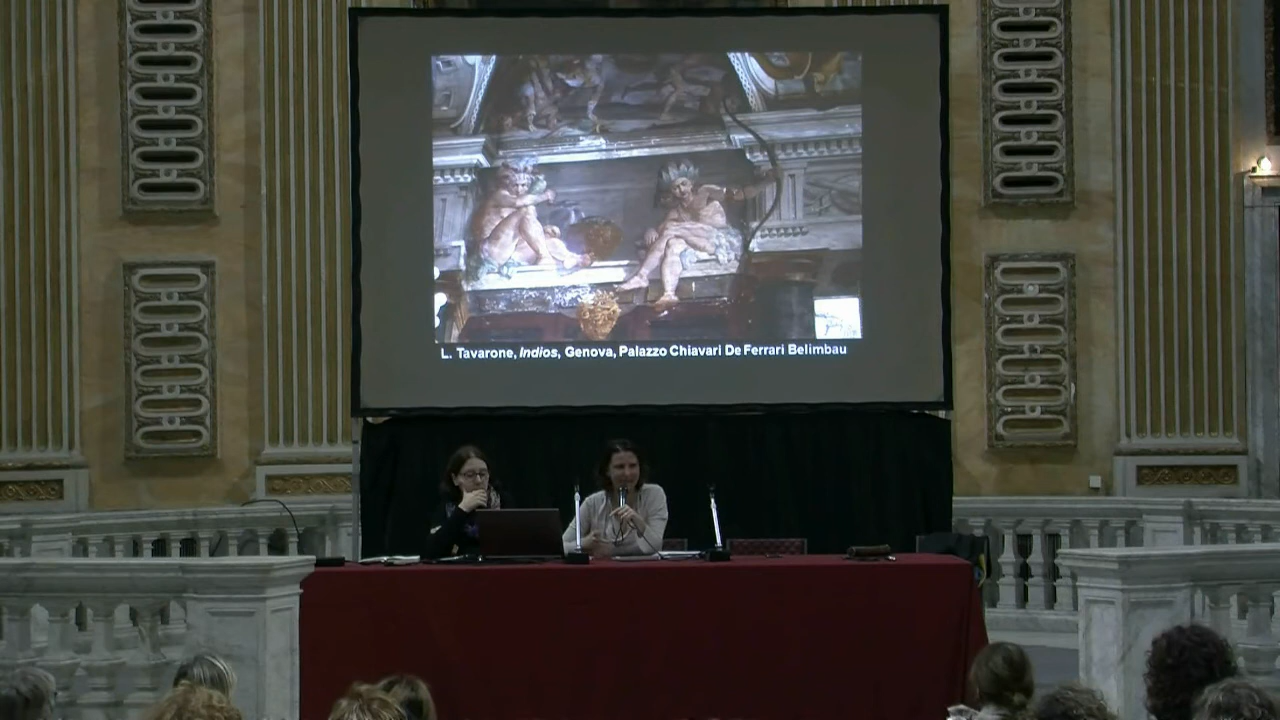 L. Tavarone, Indios, Genova, Palazzo Chiavari De Ferrari Belimbau